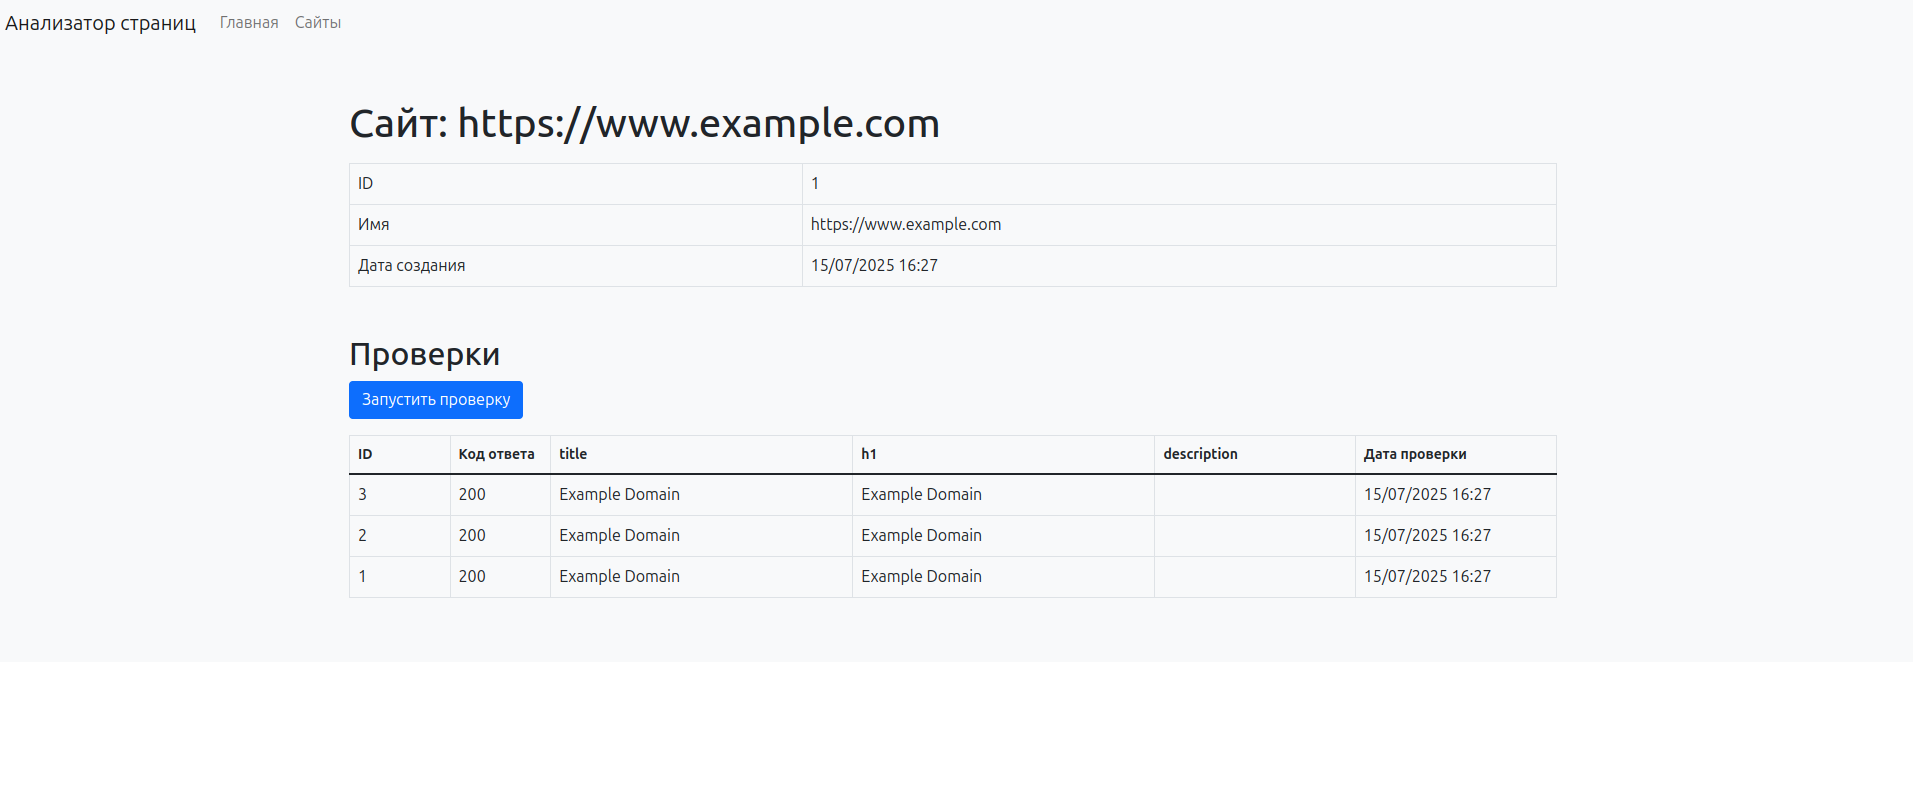 Анализатор страниц Главная Сайты
Сайт: https://www.example.com
ID 1
Имя https://www.example.com
Дата создания 15/07/2025 16:27
Проверки
Запустить проверку
ID Код ответа title h1 description Дата проверки
3 200 Example Domain Example Domain 15/07/2025 16:27
2 200 Example Domain Example Domain 15/07/2025 16:27
1 200 Example Domain Example Domain 15/07/2025 16:27